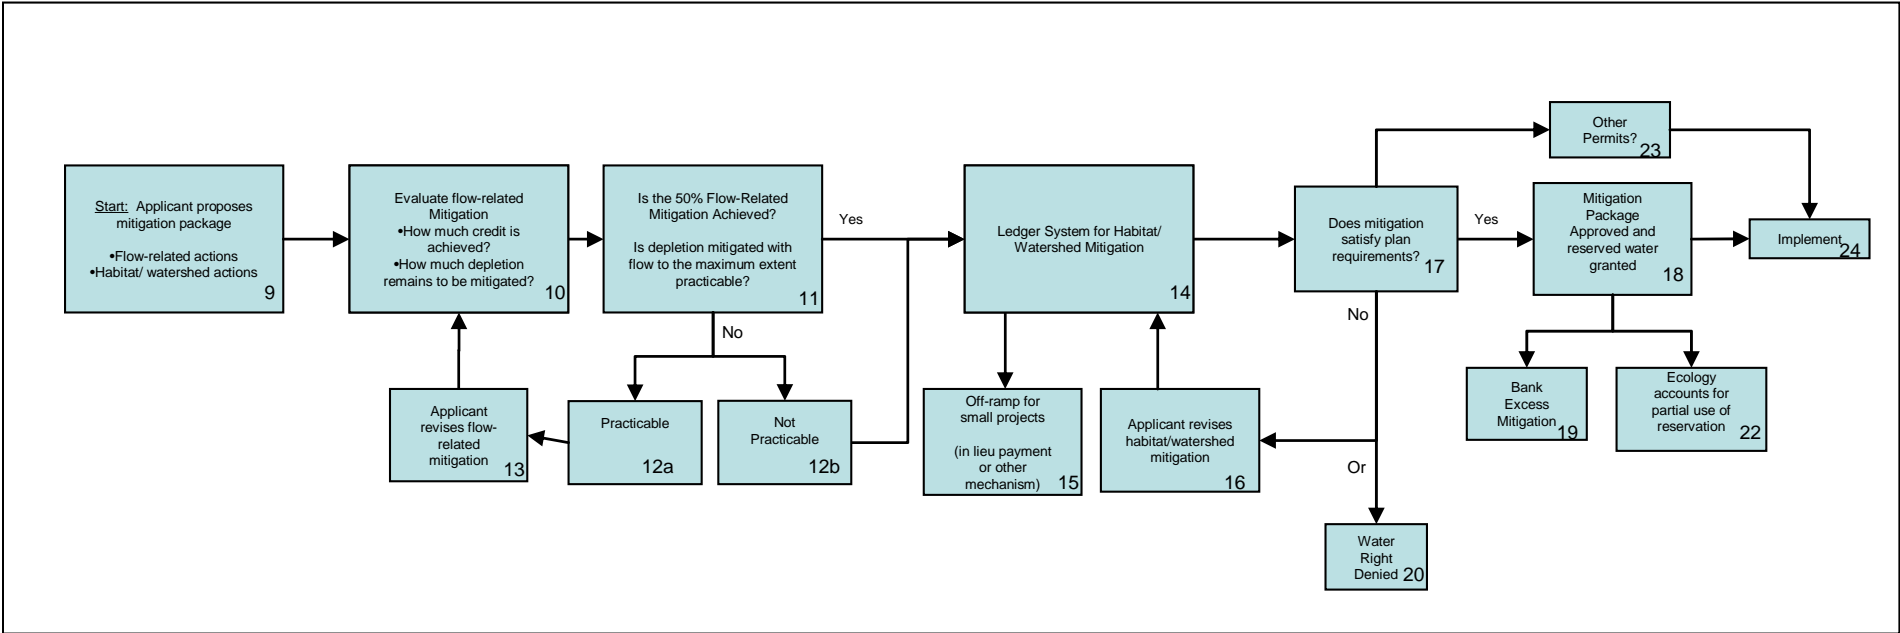 Start: Applicant proposes
mitigation package
•Flow-related actions
•Habitat/ watershed actions
9
Evaluate flow-related
Mitigation
•How much credit is
achieved?
•How much depletion
remains to be mitigated?
10
Is the 50% Flow-Related
Mitigation Achieved?
Is depletion mitigated with
flow to the maximum extent
practicable?
11
Yes
No
Practicable
12a
Not
Practicable
12b
Applicant
revises flow-
related
mitigation
13
Ledger System for Habitat/
Watershed Mitigation
14
Off-ramp for
small projects
(in lieu payment
or other
mechanism)
15
Applicant revises
habitat/watershed
mitigation
16
Does mitigation
satisfy plan
requirements?
17
Yes
No
Or
Water
Right
Denied
20
Mitigation
Package
Approved and
reserved water
granted
18
Bank
Excess
Mitigation
19
Ecology
accounts for
partial use of
reservation
22
Other
Permits?
23
Implement
24